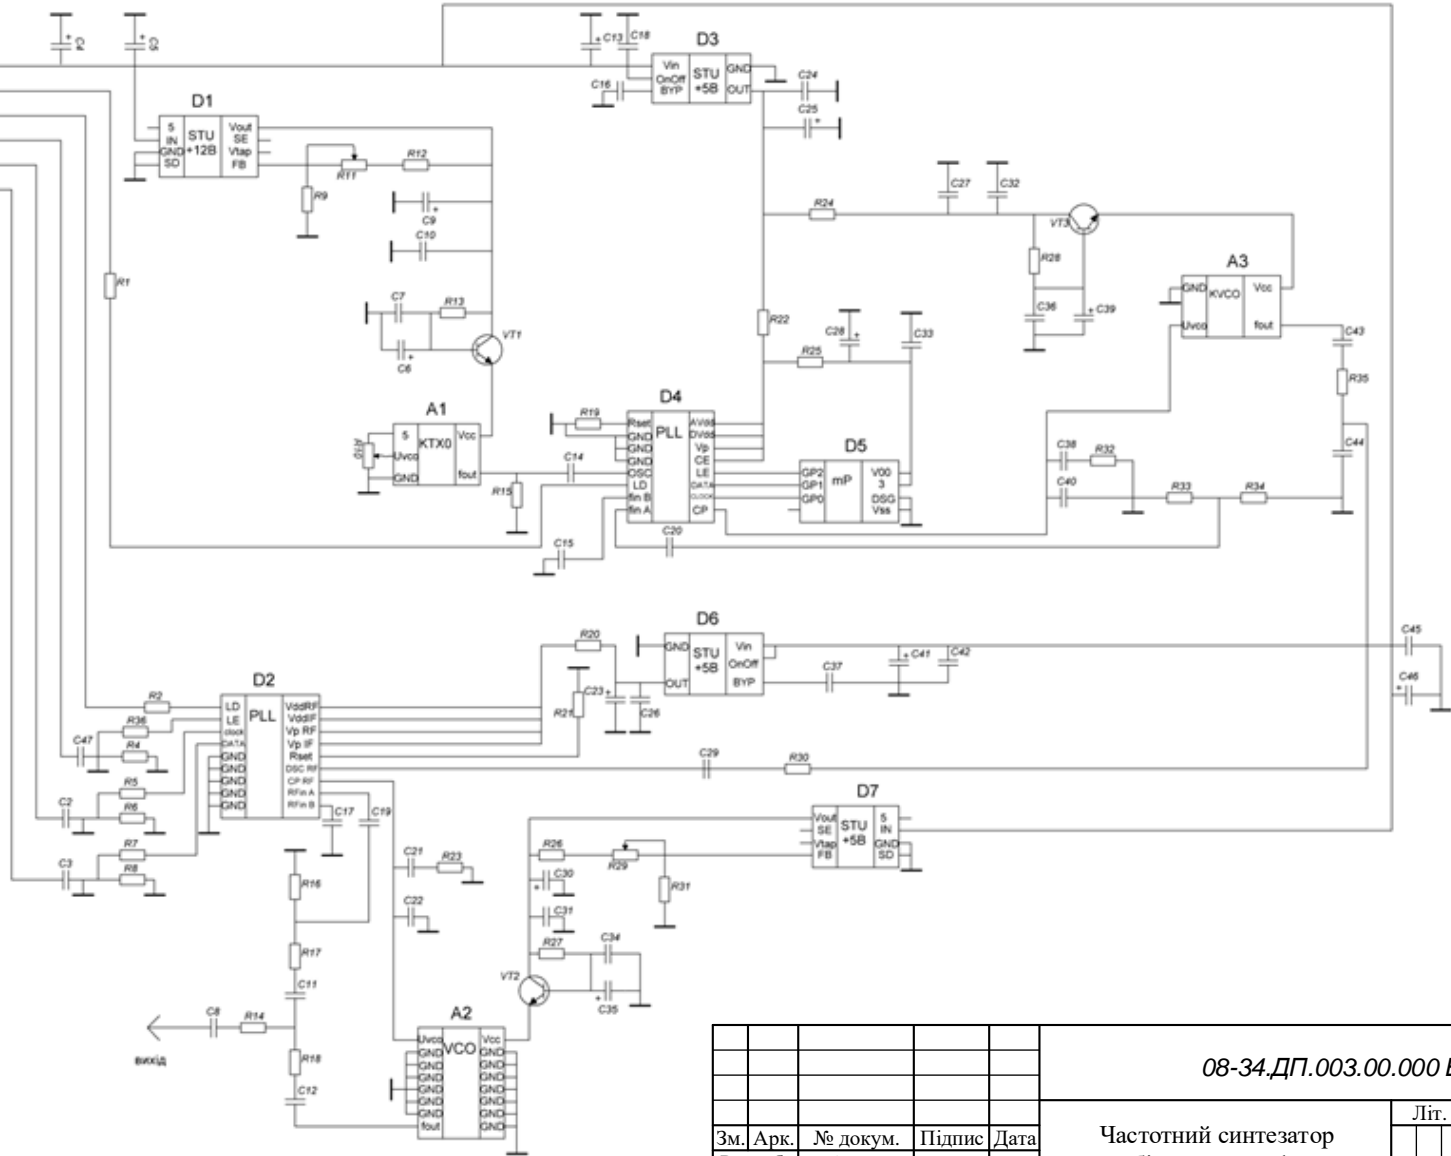 C4
C5
C13
C18
D3
Vin
OnOff
BYP
STU
+5В
GND
OUT
C16
C24
C25
D1
5
IN
GND
SD
STU
+12В
Vout
SE
Vtap
FB
R11
R12
R9
C9
C10
R1
C7
R13
C6
VT1
R24
C27
C32
VT3
R28
C36
C39
A3
GND
Uvco
KVCO
Vcc
fout
C43
R35
C44
R22
R25
C28
C33
A1
5
Uvco
GND
KTX0
Vcc
fout
R10
R15
C14
R19
D4
Rset
GND
GND
GND
OSC
LD
fin B
fin A
PLL
AVdd
DVdd
Vp
CE
LE
DATA
CLOCK
CP
D5
GP2
GP1
GP0
mP
V00
3
DSG
Vss
C38
R32
C40
R33
R34
C15
C20
D6
GND
OUT
STU
+5В
Vin
OnOff
BYP
R20
R21
C23
C26
C37
C41
C42
C45
C46
D2
LD
LE
clock
DATA
GND
GND
GND
GND
GND
PLL
VddRF
VddIF
Vp RF
Vp IF
Rset
OSC RF
CP RF
RFin A
RFin B
R2
R36
C47
R4
R5
C2
R6
R7
C3
R8
C17
C19
C29
R30
D7
Vout
SE
Vtap
FB
STU
+5В
5
IN
GND
SD
R16
C21
R23
C22
R26
R29
R31
C30
C31
R27
C34
C35
VT2
R17
C11
C8
R14
вихід
R18
C12
A2
Uvco
GND
GND
GND
GND
GND
GND
fout
VCO
Vcc
GND
GND
GND
GND
GND
GND
GND
08-34.ДП.003.00.000
Літ.
Зм. Арк. № докум. Підпис Дата
Частотний синтезатор